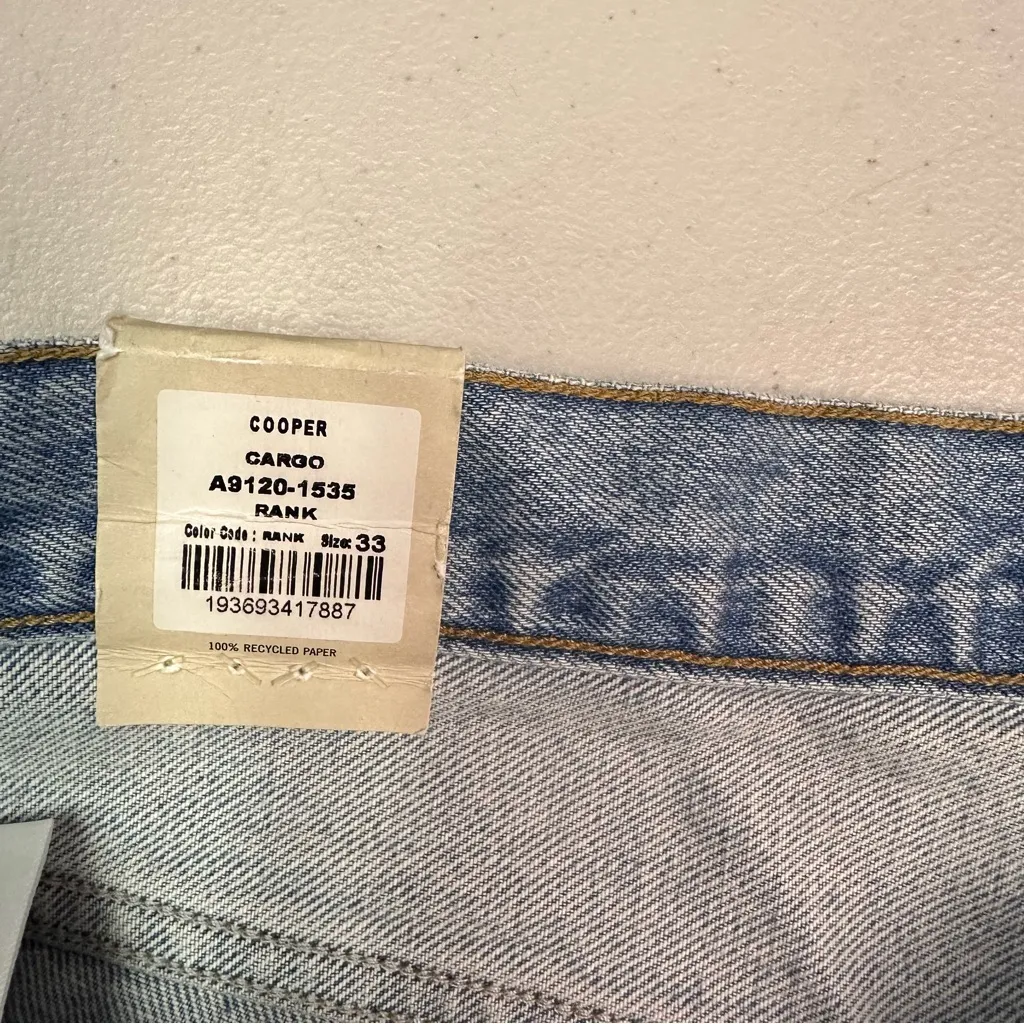 COOPER
CARGO
A9120-1535
RANK
Color Code : RANK Size: 33
193693417887
100% RECYCLED PAPER